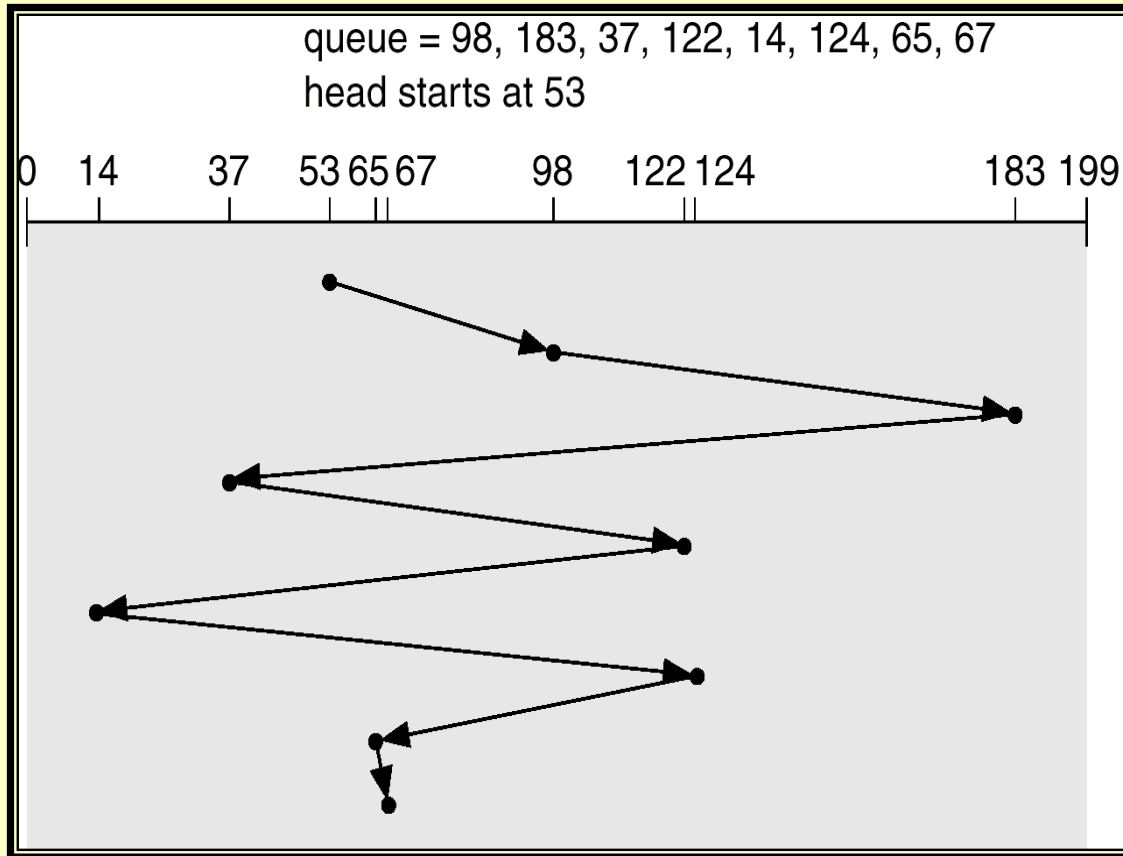 queue = 98, 183, 37, 122, 14, 124, 65, 67
head starts at 53
0 14 37 53 65 67 98 122 124 183 199